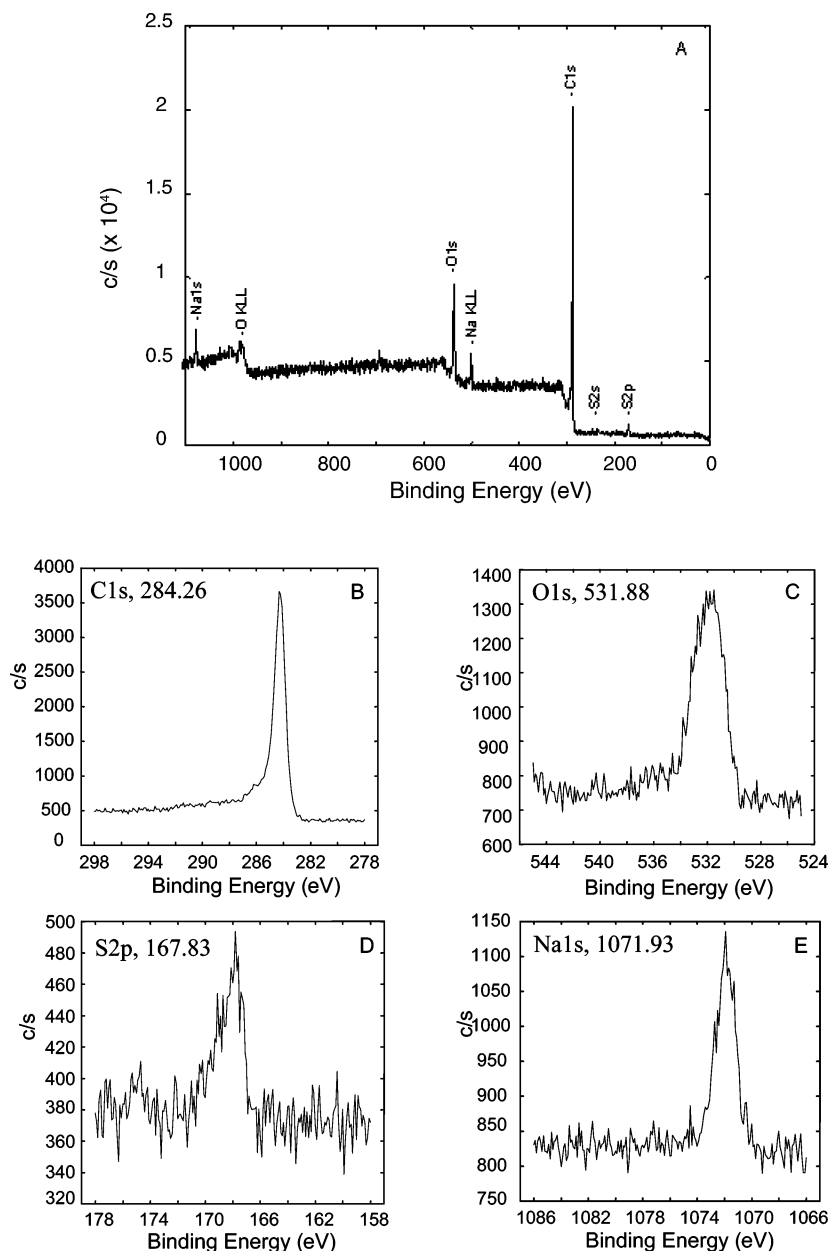 A
2.5
2
1.5
1
0.5
0
c/s (x 10⁴)
-Na1s
-O KLL
-O1s
-Na KLL
-C1s
-S2s
-S2p
1000 800 600 400 200 0
Binding Energy (eV)
C1s, 284.26 B
4000
3500
3000
2500
2000
1500
1000
500
0
c/s
298 294 290 286 282 278
Binding Energy (eV)
O1s, 531.88 C
1400
1300
1200
1100
1000
900
800
700
600
c/s
544 540 536 532 528 524
Binding Energy (eV)
S2p, 167.83 D
500
480
460
440
420
400
380
360
340
320
c/s
178 174 170 166 162 158
Binding Energy (eV)
Na1s, 1071.93 E
1150
1100
1050
1000
950
900
850
800
750
c/s
1086 1082 1078 1074 1070 1066
Binding Energy (eV)